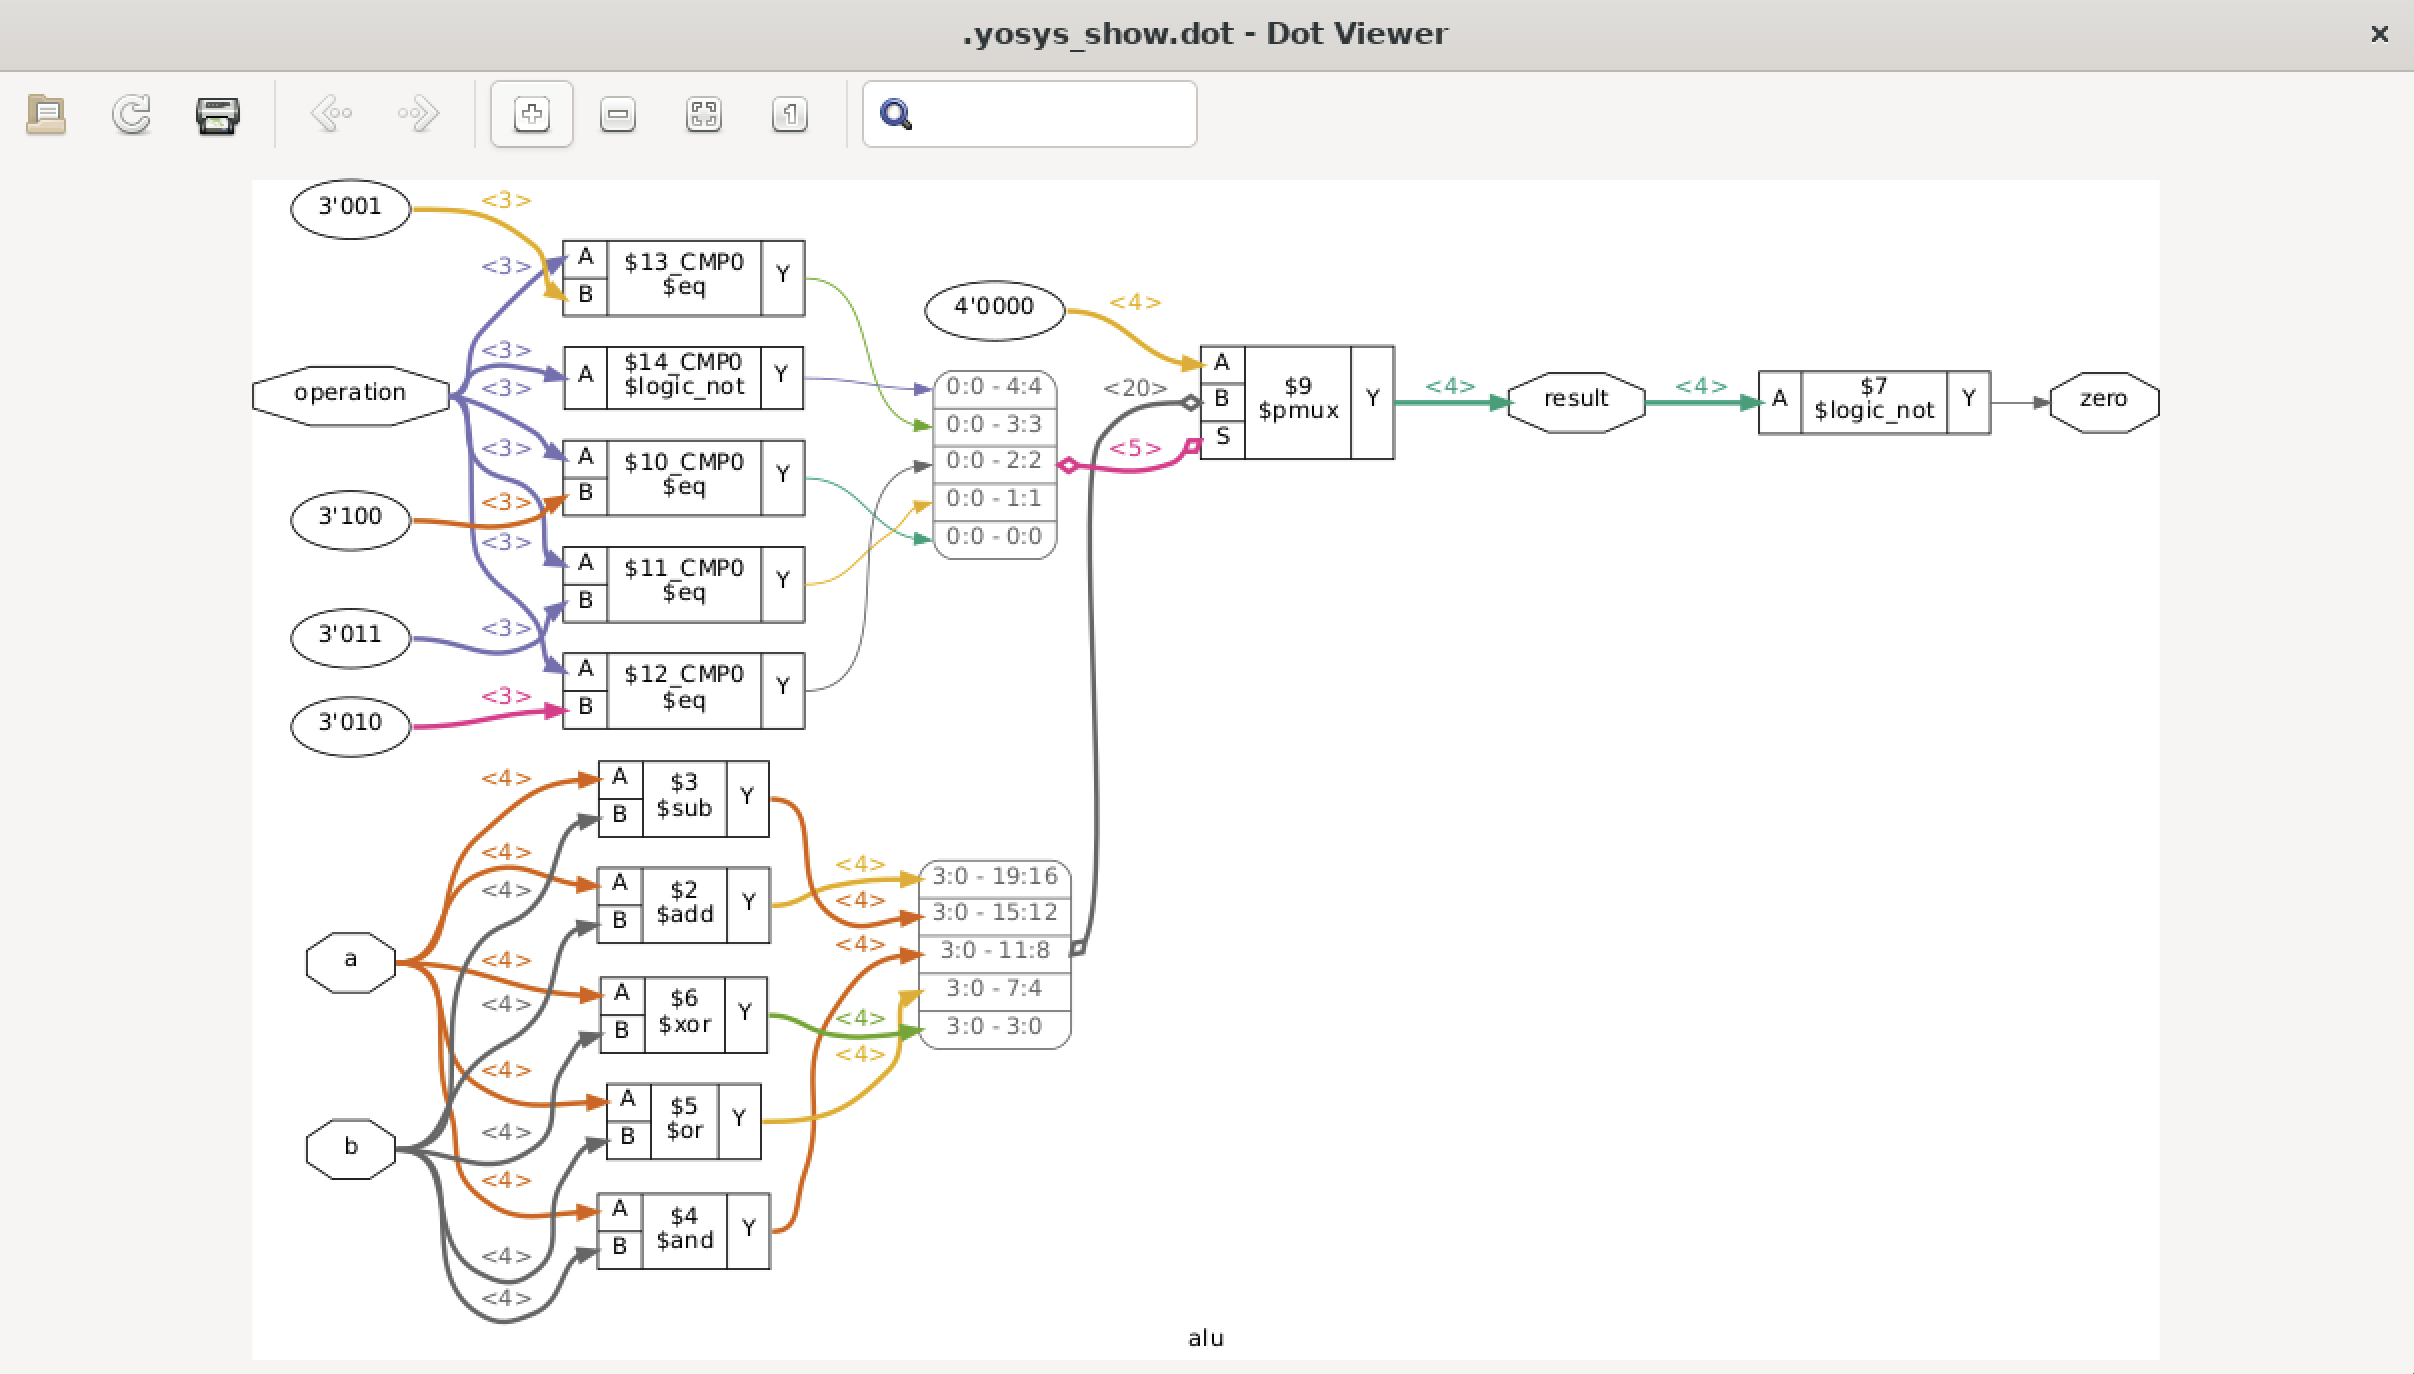 .yosys_show.dot - Dot Viewer
×
1
3'001
<3>
<3>
A
B
$13_CMP0
$eq
Y
operation
<3>
<3>
A
$14_CMP0
$logic_not
Y
<3>
A
B
$10_CMP0
$eq
Y
3'100
<3>
<3>
A
B
$11_CMP0
$eq
Y
3'011
<3>
A
B
$12_CMP0
$eq
Y
3'010
<3>
4'0000
<4>
0:0 - 4:4
0:0 - 3:3
0:0 - 2:2
0:0 - 1:1
0:0 - 0:0
<20>
<5>
A
B
S
$9
$pmux
Y
<4>
result
<4>
A
$7
$logic_not
Y
zero
<4>
A
B
$3
$sub
Y
<4>
<4>
A
B
$2
$add
Y
a
<4>
<4>
A
B
$6
$xor
Y
<4>
<4>
A
B
$5
$or
Y
b
<4>
<4>
<4>
A
B
$4
$and
Y
<4>
<4>
<4>
<4>
<4>
3:0 - 19:16
3:0 - 15:12
3:0 - 11:8
3:0 - 7:4
3:0 - 3:0
alu